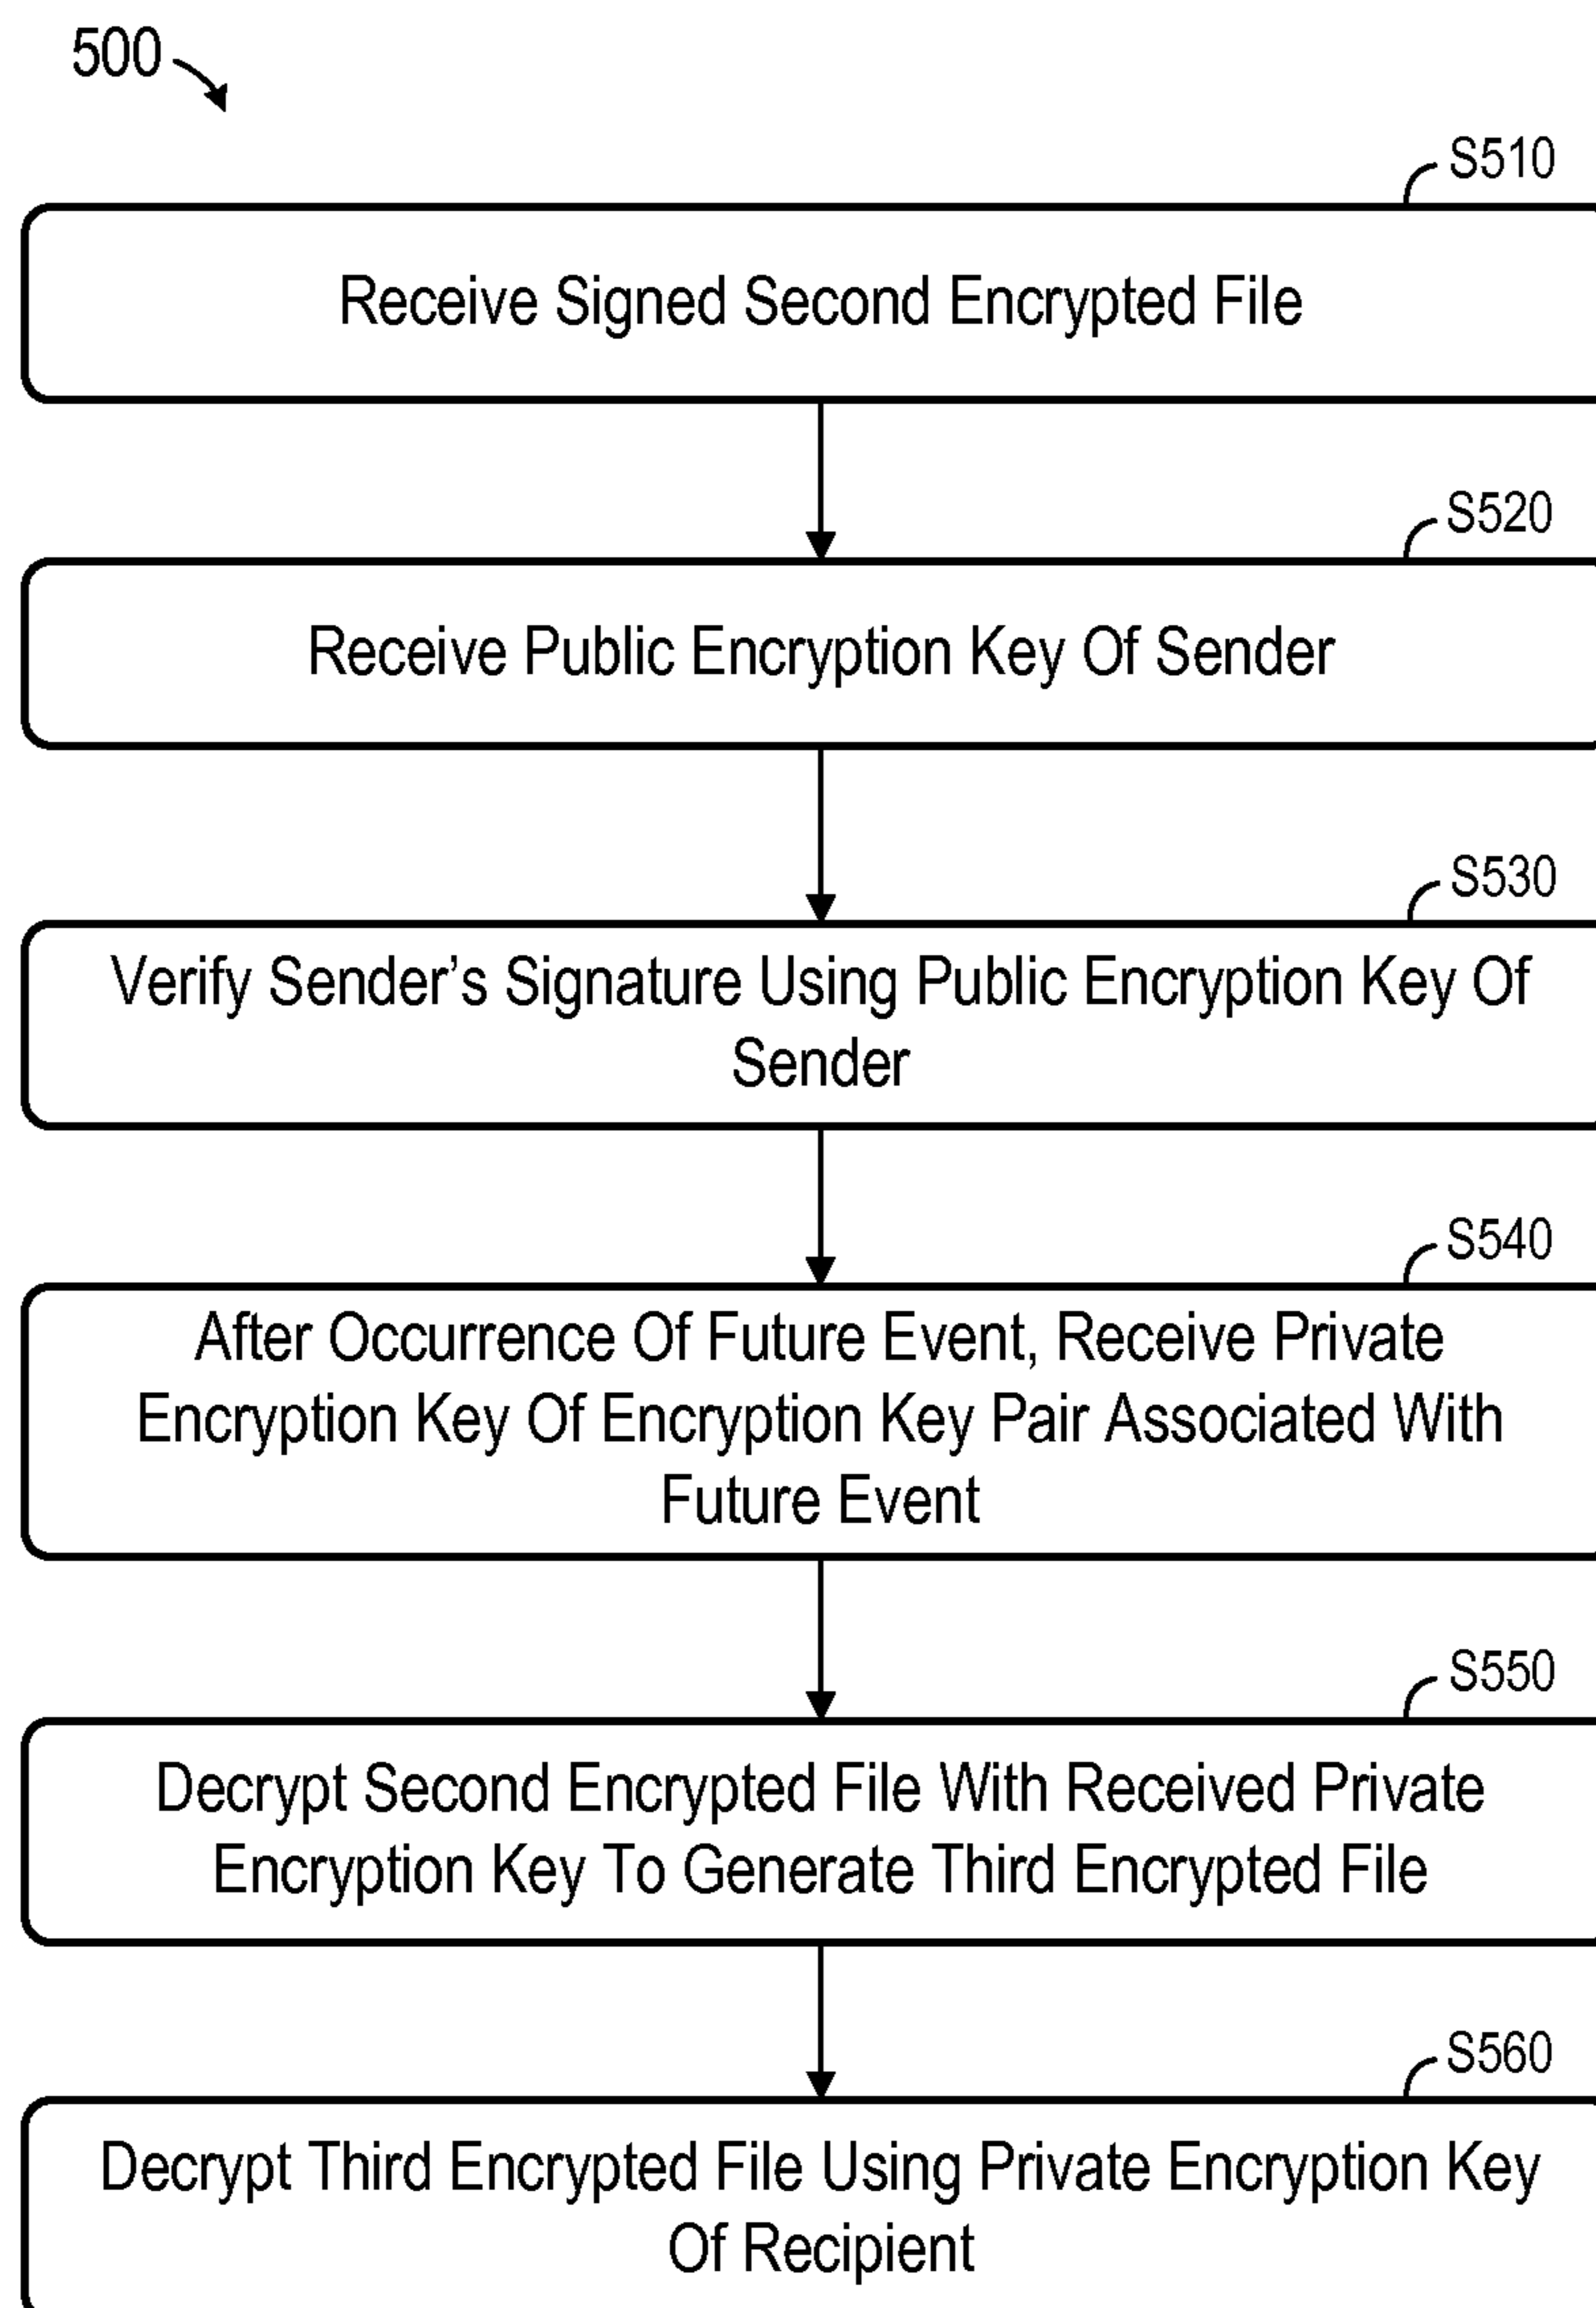 500
S510
Receive Signed Second Encrypted File
S520
Receive Public Encryption Key Of Sender
S530
Verify Sender’s Signature Using Public Encryption Key Of
Sender
S540
After Occurrence Of Future Event, Receive Private
Encryption Key Of Encryption Key Pair Associated With
Future Event
S550
Decrypt Second Encrypted File With Received Private
Encryption Key To Generate Third Encrypted File
S560
Decrypt Third Encrypted File Using Private Encryption Key
Of Recipient